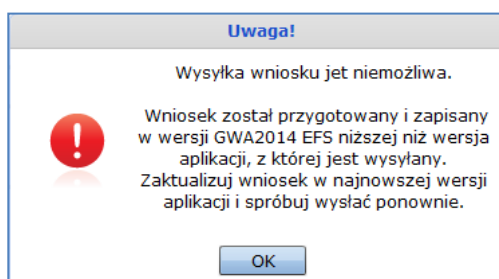 Uwaga!
Wysyłka wniosku jet niemożliwa.
Wniosek został przygotowany i zapisany
w wersji GWA2014 EFS niższej niż wersja
aplikacji, z której jest wysyłany.
Zaktualizuj wniosek w najnowszej wersji
aplikacji i spróbuj wysłać ponownie.
OK